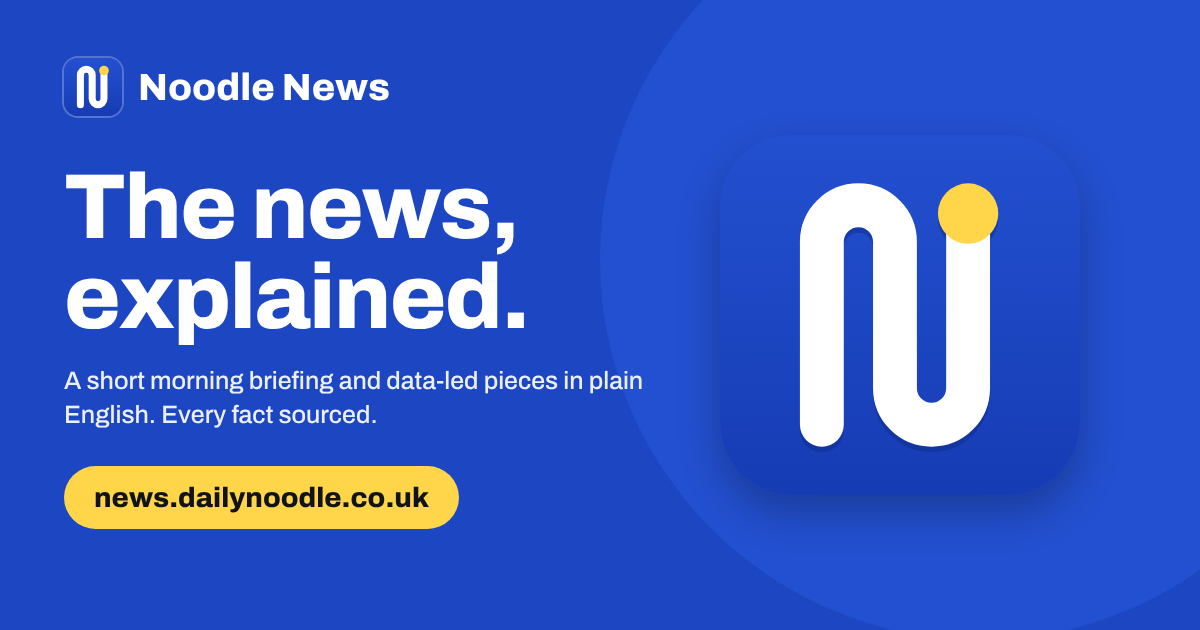 Noodle News
The news,
explained.
A short morning briefing and data-led pieces in plain
English. Every fact sourced.
news.dailynoodle.co.uk